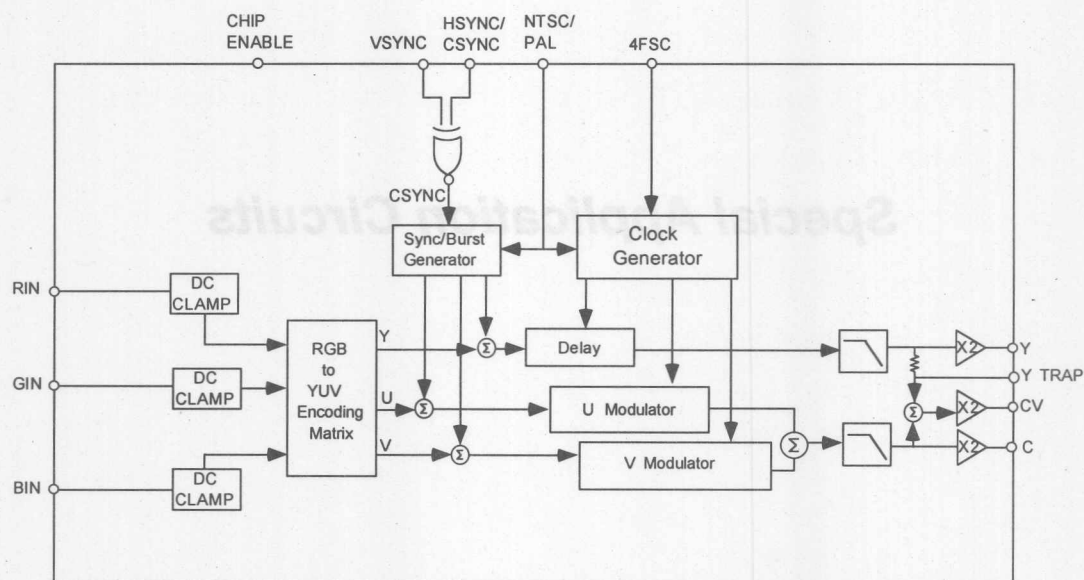 CHIP
ENABLE
VSYNC
HSYNC/
CSYNC
NTSC/
PAL
4FSC
CSYNC
Special Application Circuits
Sync/Burst
Generator
Clock
Generator
RIN
DC
CLAMP
GIN
DC
CLAMP
BIN
DC
CLAMP
RGB
to
YUV
Encoding
Matrix
Y
U
V
Σ
Σ
Σ
Delay
U Modulator
V Modulator
Σ
Σ
X2
X2
X2
Y
Y TRAP
CV
C